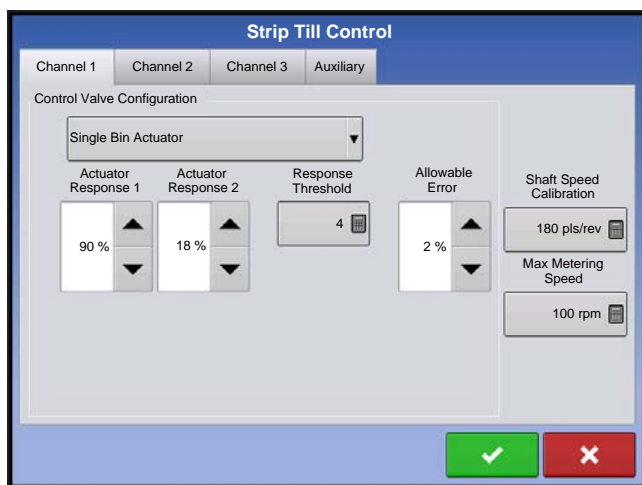 Strip Till Control
Channel 1
Channel 2
Channel 3
Auxiliary
Control Valve Configuration
Single Bin Actuator
Actuator
Response 1
Actuator
Response 2
Response
Threshold
Allowable
Error
90 %
18 %
4
2 %
Shaft Speed
Calibration
180 pls/rev
Max Metering
Speed
100 rpm